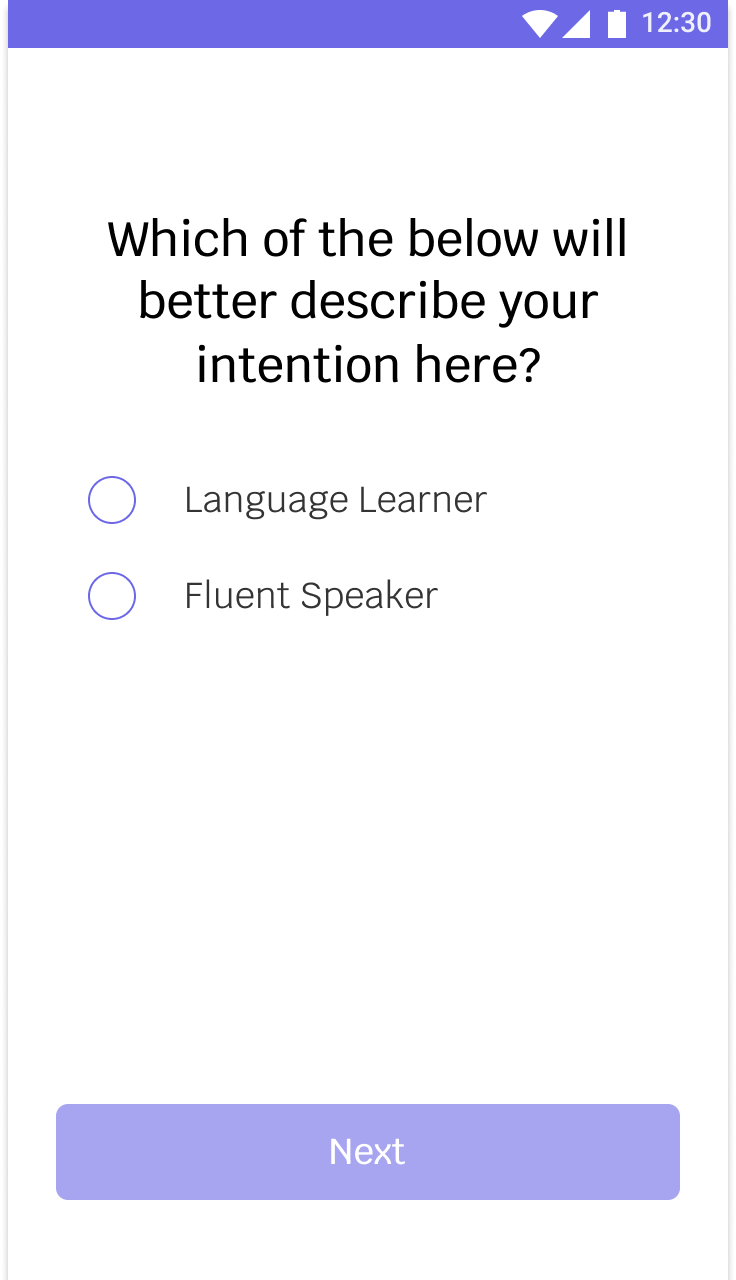 12:30
Which of the below will
better describe your
intention here?
Language Learner
Fluent Speaker
Next